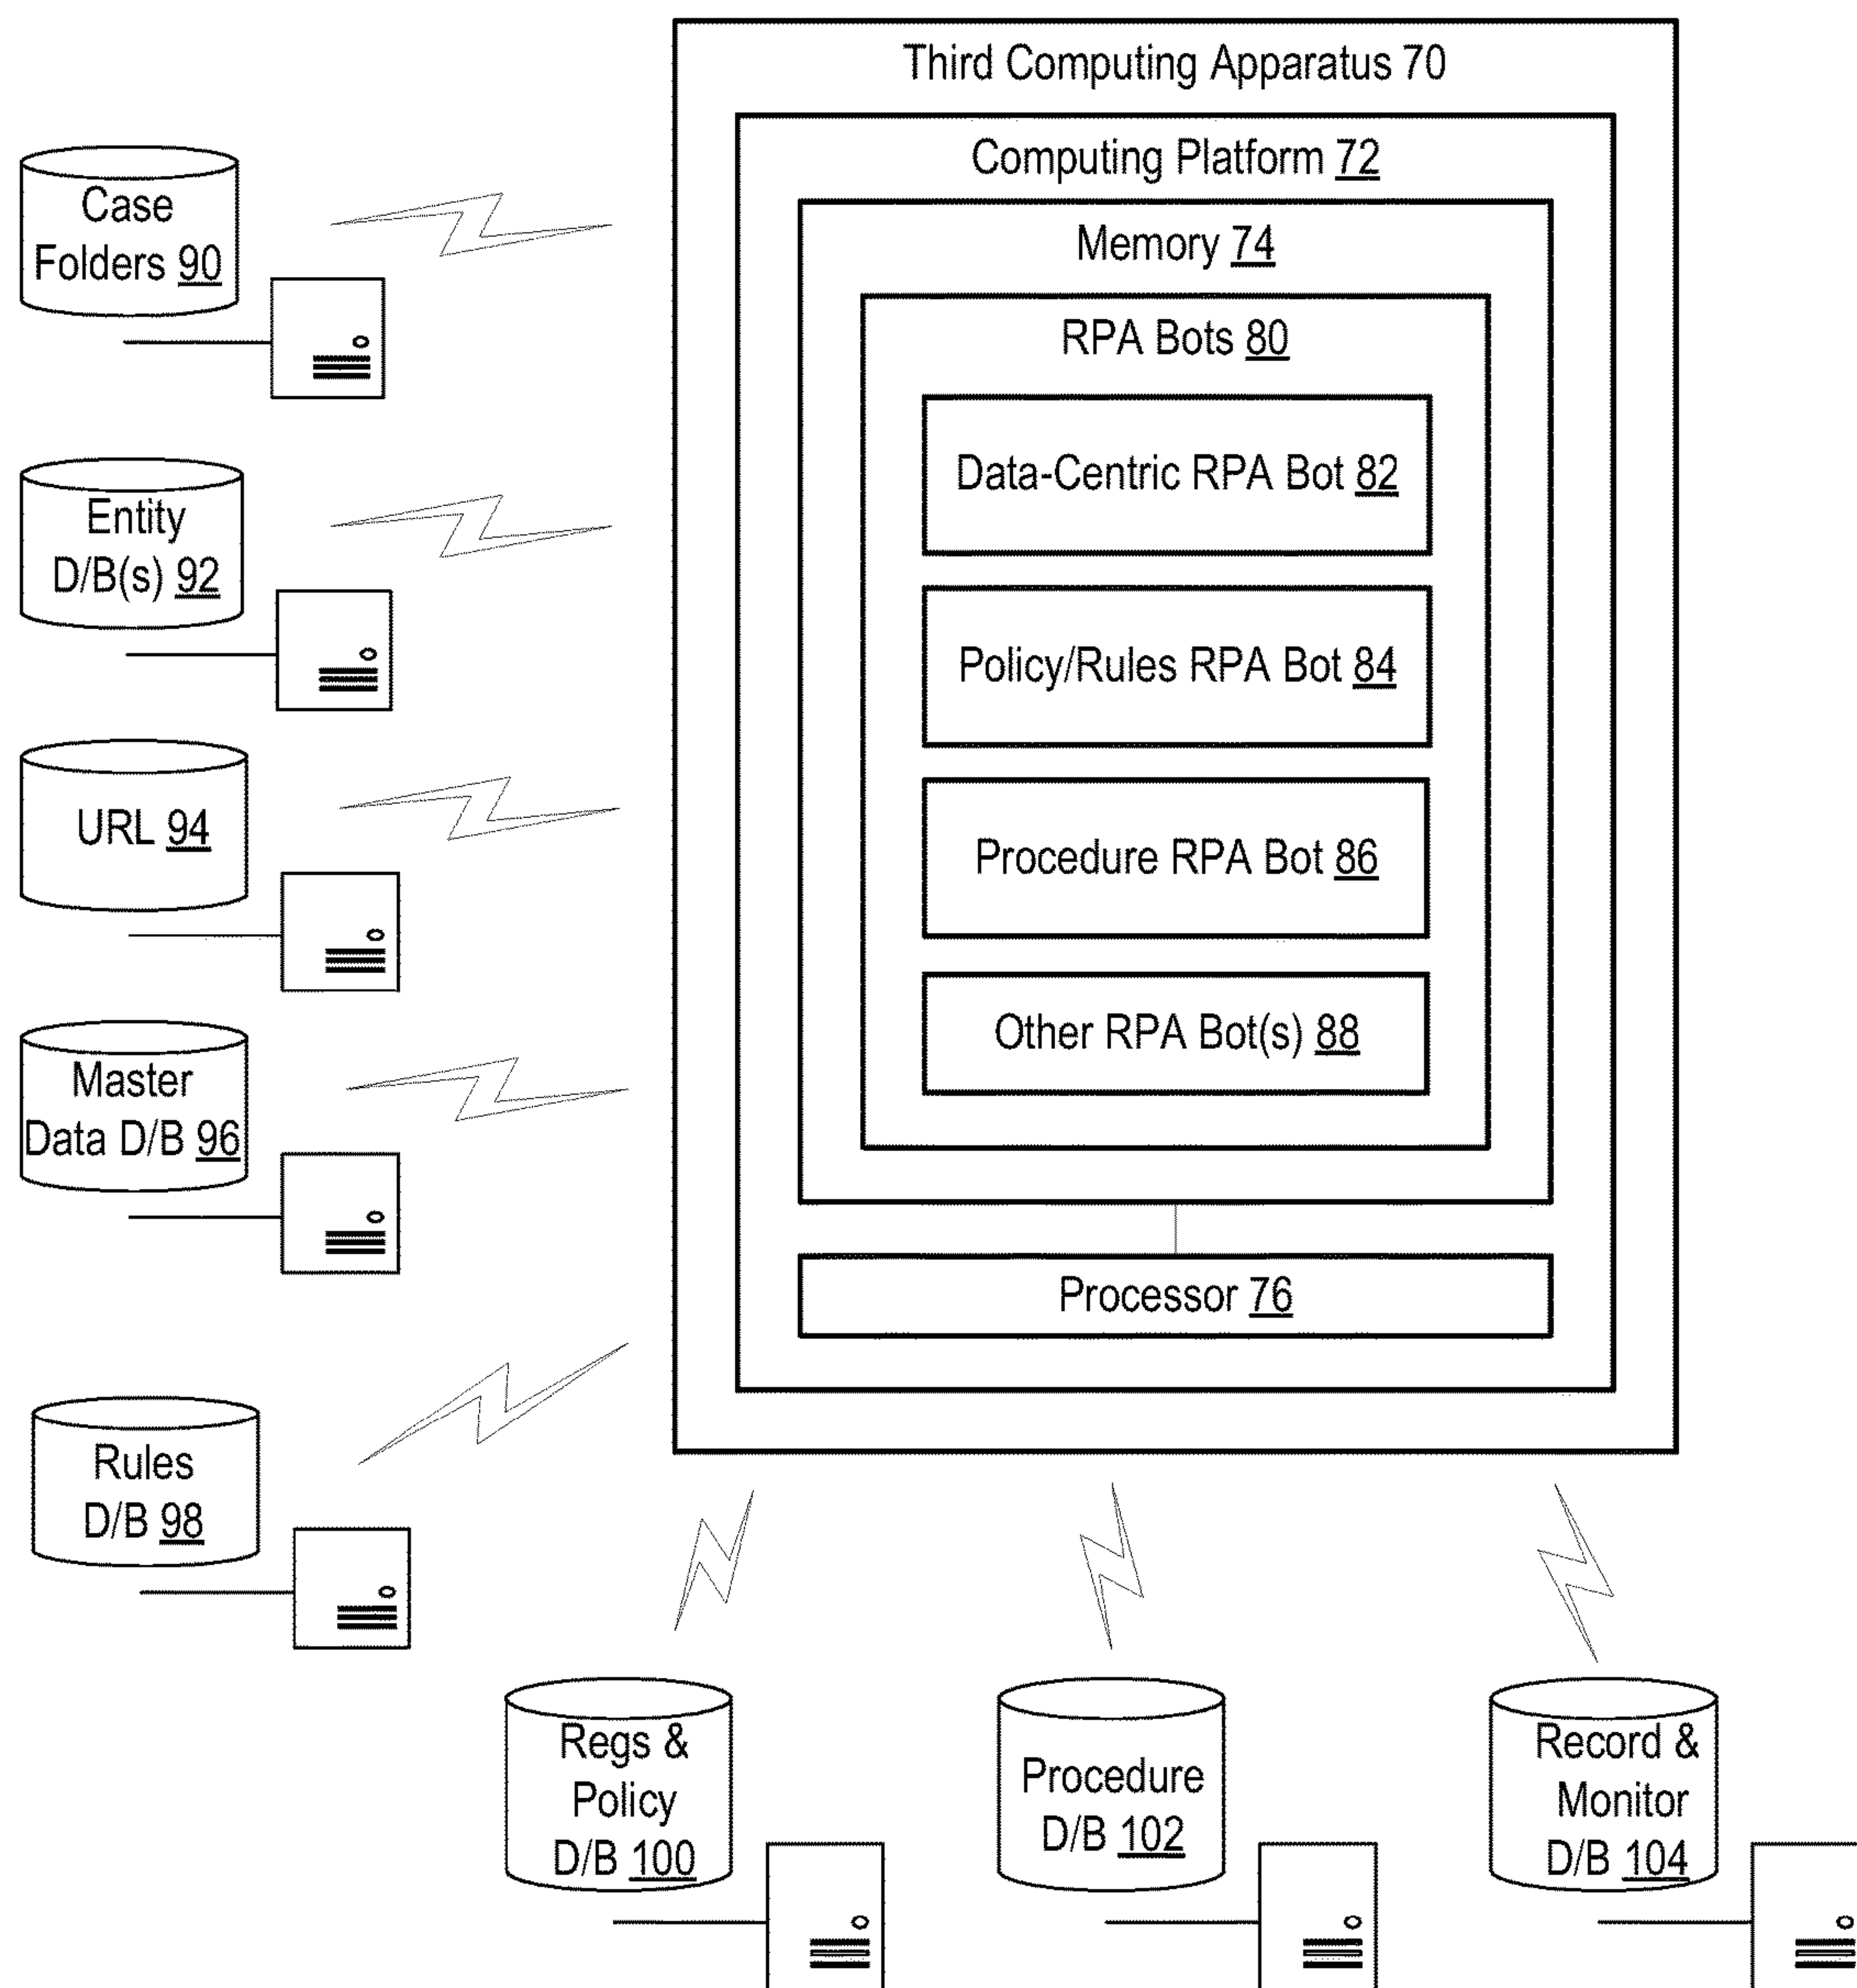 Third Computing Apparatus 70
Computing Platform 72
Memory 74
RPA Bots 80
Data-Centric RPA Bot 82
Policy/Rules RPA Bot 84
Procedure RPA Bot 86
Other RPA Bot(s) 88
Processor 76
Case
Folders 90
Entity
D/B(s) 92
URL 94
Master
Data D/B 96
Rules
D/B 98
Regs &
Policy
D/B 100
Procedure
D/B 102
Record &
Monitor
D/B 104